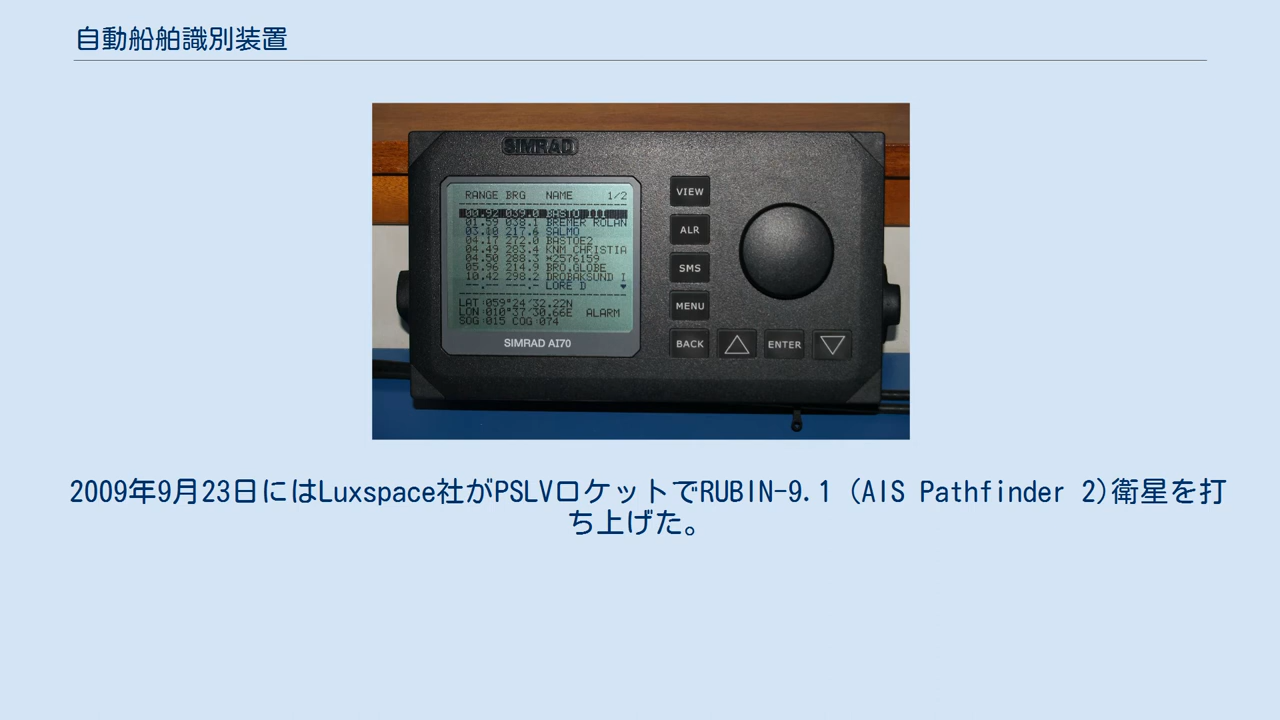 自動船舶識別装置
SIMRAD
RANGE BRG NAME 1/2
00.92 039.0 BASTO III
01.59 038.1 BREMER ROLAN
03.10 217.6 SALMO
04.17 272.0 BASTOE2
04.49 283.4 KNM CHRISTIA
04.50 288.3 *2576159
05.96 214.9 BRO.GLOBE
10.42 298.2 DROBAKSUND I
--.-- ---.- LORE D ▼
LAT 059°24'32.22N
LON 010°37'30.66E ALARM
SOG 015 COG 074
SIMRAD AI70
VIEW
ALR
SMS
MENU
BACK
ENTER
2009年9月23日にはLuxspace社がPSLVロケットでRUBIN-9.1 (AIS Pathfinder 2)衛星を打
ち上げた。